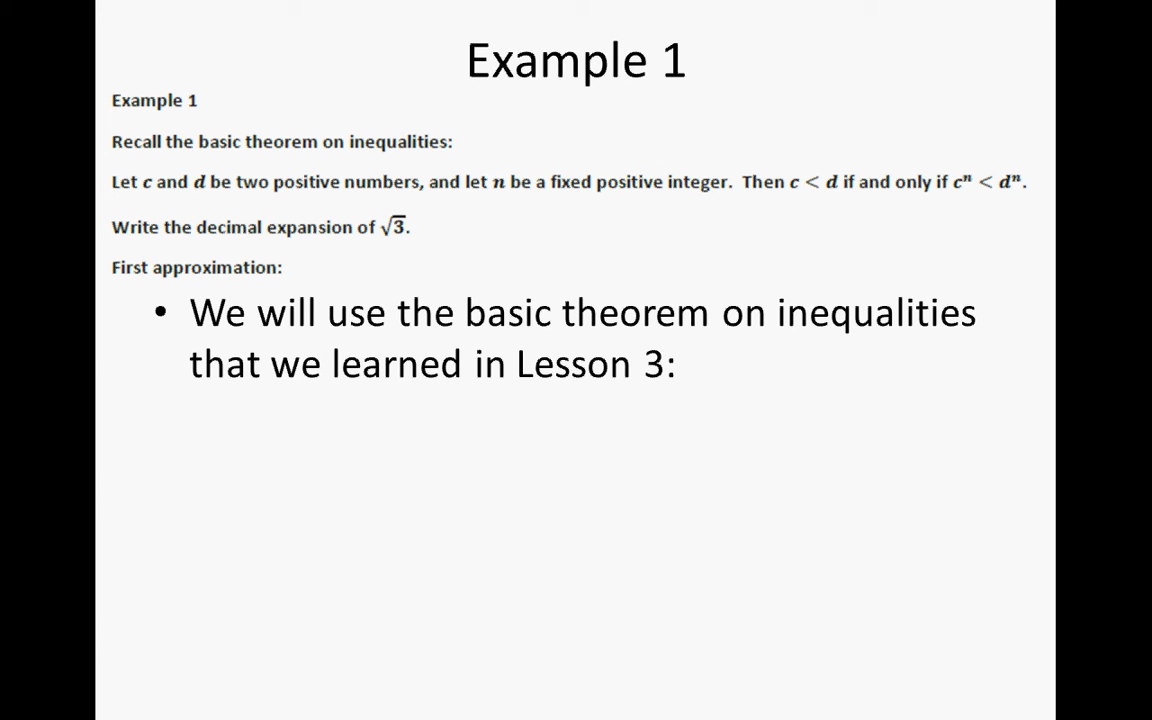 Example 1
Example 1
Recall the basic theorem on inequalities:
Let c and d be two positive numbers, and let n be a fixed positive integer. Then c < d if and only if cⁿ < dⁿ.
Write the decimal expansion of √3.
First approximation:
• We will use the basic theorem on inequalities
that we learned in Lesson 3: